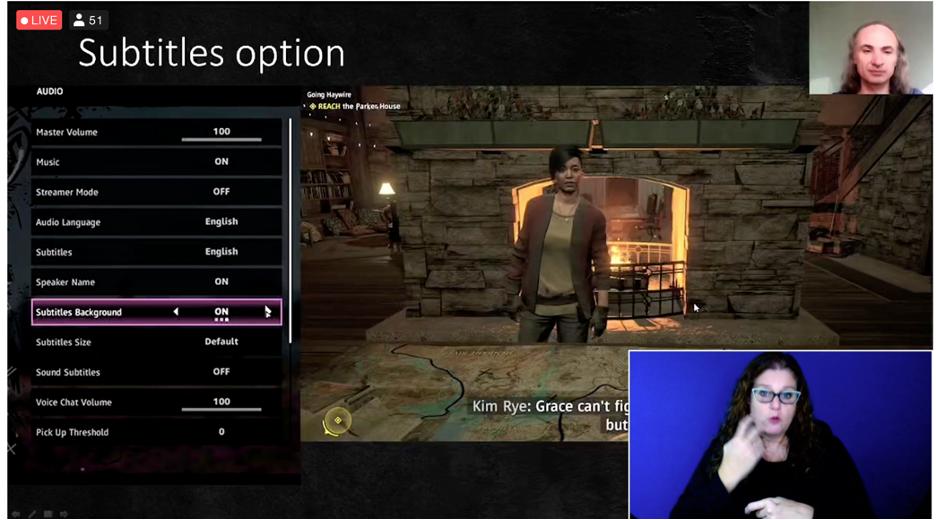 LIVE 51
Subtitles option
AUDIO
Master Volume 100
Music ON
Streamer Mode OFF
Audio Language English
Subtitles English
Speaker Name ON
Subtitles Background ON
Subtitles Size Default
Sound Subtitles OFF
Voice Chat Volume 100
Pick Up Threshold 0
Going Haywire
REACH the Parker House
Kim Rye: Grace can't fig
but